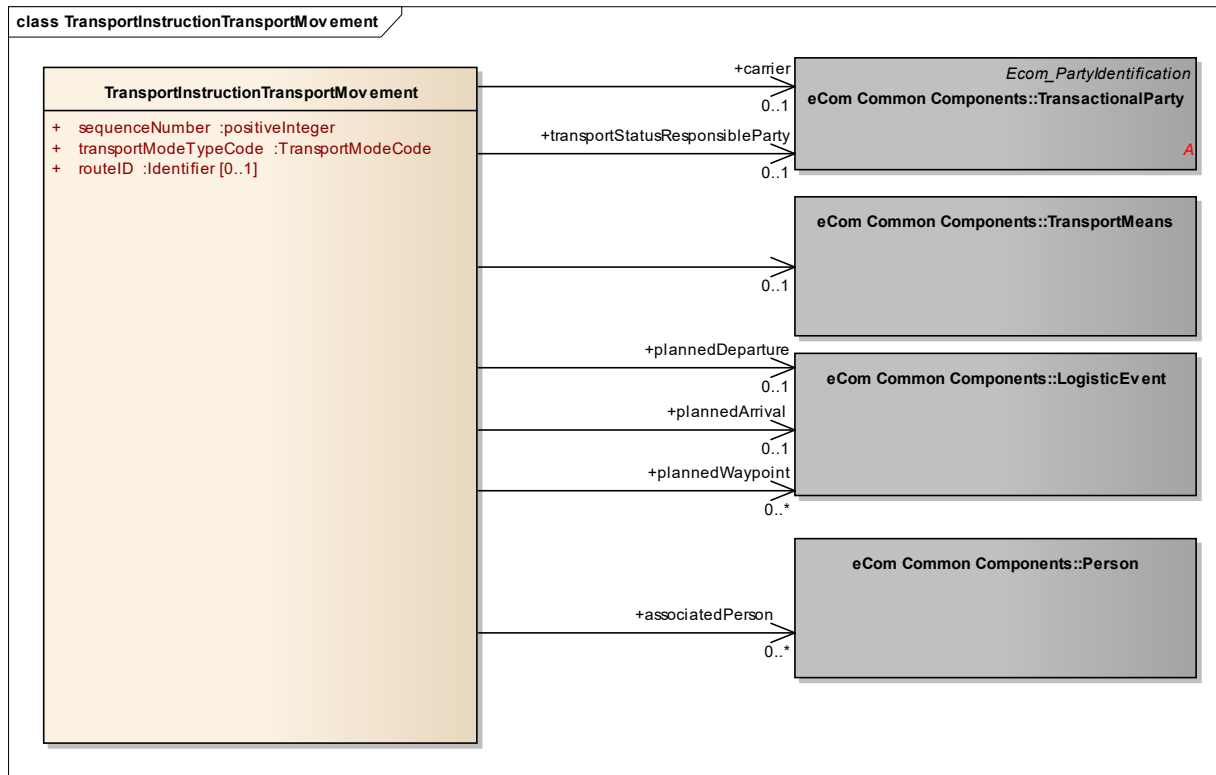 class TransportInstructionTransportMovement
TransportInstructionTransportMovement
+ sequenceNumber :positiveInteger
+ transportModeTypeCode :TransportModeCode
+ routeID :Identifier [0..1]
+carrier
0..1
+transportStatusResponsibleParty
0..1
Ecom_PartyIdentification
eCom Common Components::TransactionalParty
A
eCom Common Components::TransportMeans
0..1
+plannedDeparture
0..1
+plannedArrival
0..1
+plannedWaypoint
0..*
eCom Common Components::LogisticEvent
eCom Common Components::Person
+associatedPerson
0..*